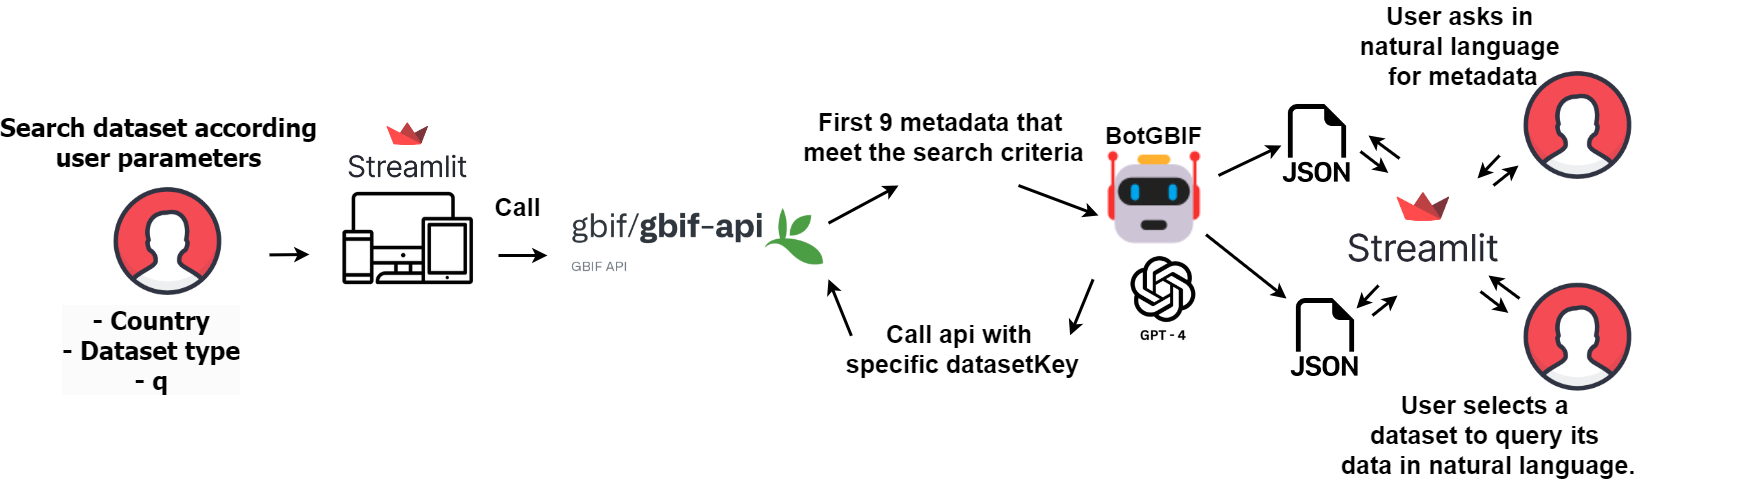 Search dataset according
user parameters
- Country
- Dataset type
- q
Streamlit
Call
gbif/gbif-api
GBIF API
First 9 metadata that
meet the search criteria
Call api with
specific datasetKey
BotGBIF
GPT - 4
JSON
JSON
Streamlit
User asks in
natural language
for metadata
User selects a
dataset to query its
data in natural language.